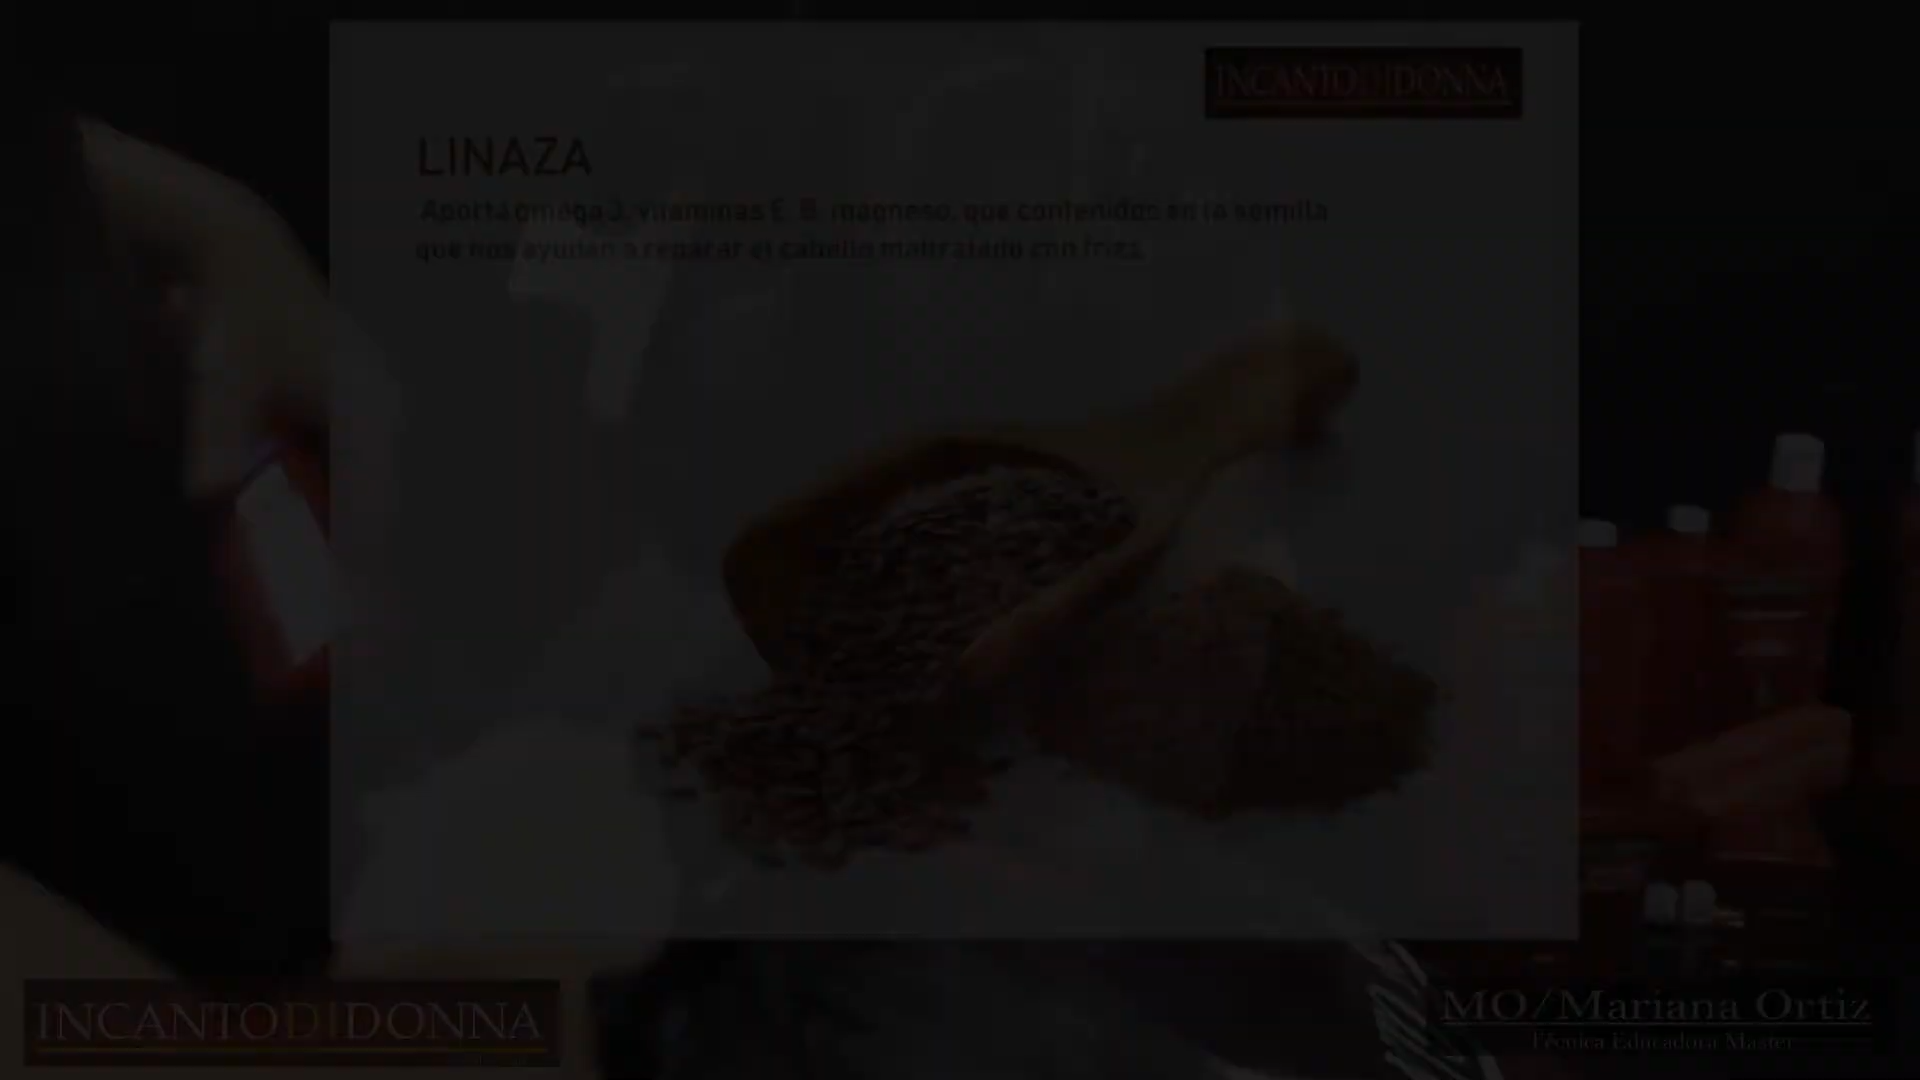 INCANTODIDONNA
LINAZA
Aporta omega 3, vitaminas E, B, magneso, que contenidos en la semilla
que nos ayudan a reparar el cabello maltratado con frizz.
INCANTODIDONNA
MO/Mariana Ortiz
Técnica Educadora Master